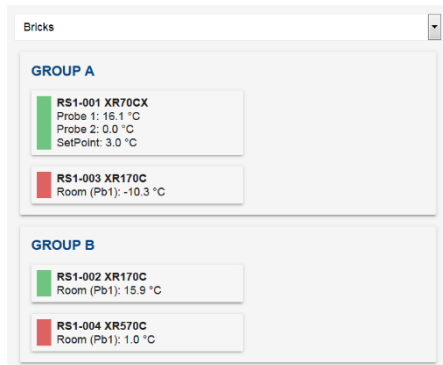 Bricks
GROUP A
RS1-001 XR70CX
Probe 1: 16.1 °C
Probe 2: 0.0 °C
SetPoint: 3.0 °C
RS1-003 XR170C
Room (Pb1): -10.3 °C
GROUP B
RS1-002 XR170C
Room (Pb1): 15.9 °C
RS1-004 XR570C
Room (Pb1): 1.0 °C